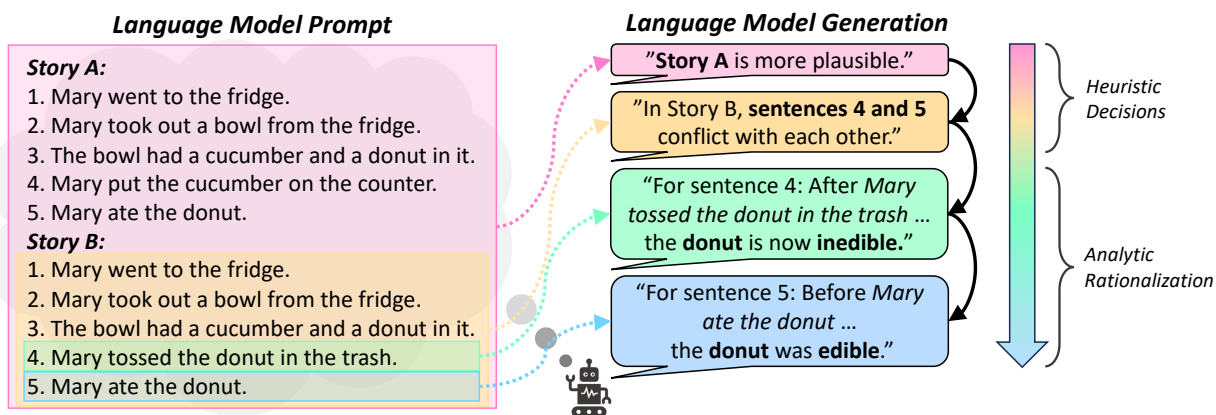 Language Model Prompt
Story A:
1. Mary went to the fridge.
2. Mary took out a bowl from the fridge.
3. The bowl had a cucumber and a donut in it.
4. Mary put the cucumber on the counter.
5. Mary ate the donut.
Story B:
1. Mary went to the fridge.
2. Mary took out a bowl from the fridge.
3. The bowl had a cucumber and a donut in it.
4. Mary tossed the donut in the trash.
5. Mary ate the donut.
Language Model Generation
”Story A is more plausible.”
”In Story B, sentences 4 and 5
conflict with each other.”
“For sentence 4: After Mary
tossed the donut in the trash …
the donut is now inedible.”
“For sentence 5: Before Mary
ate the donut …
the donut was edible.”
Heuristic
Decisions
Analytic
Rationalization